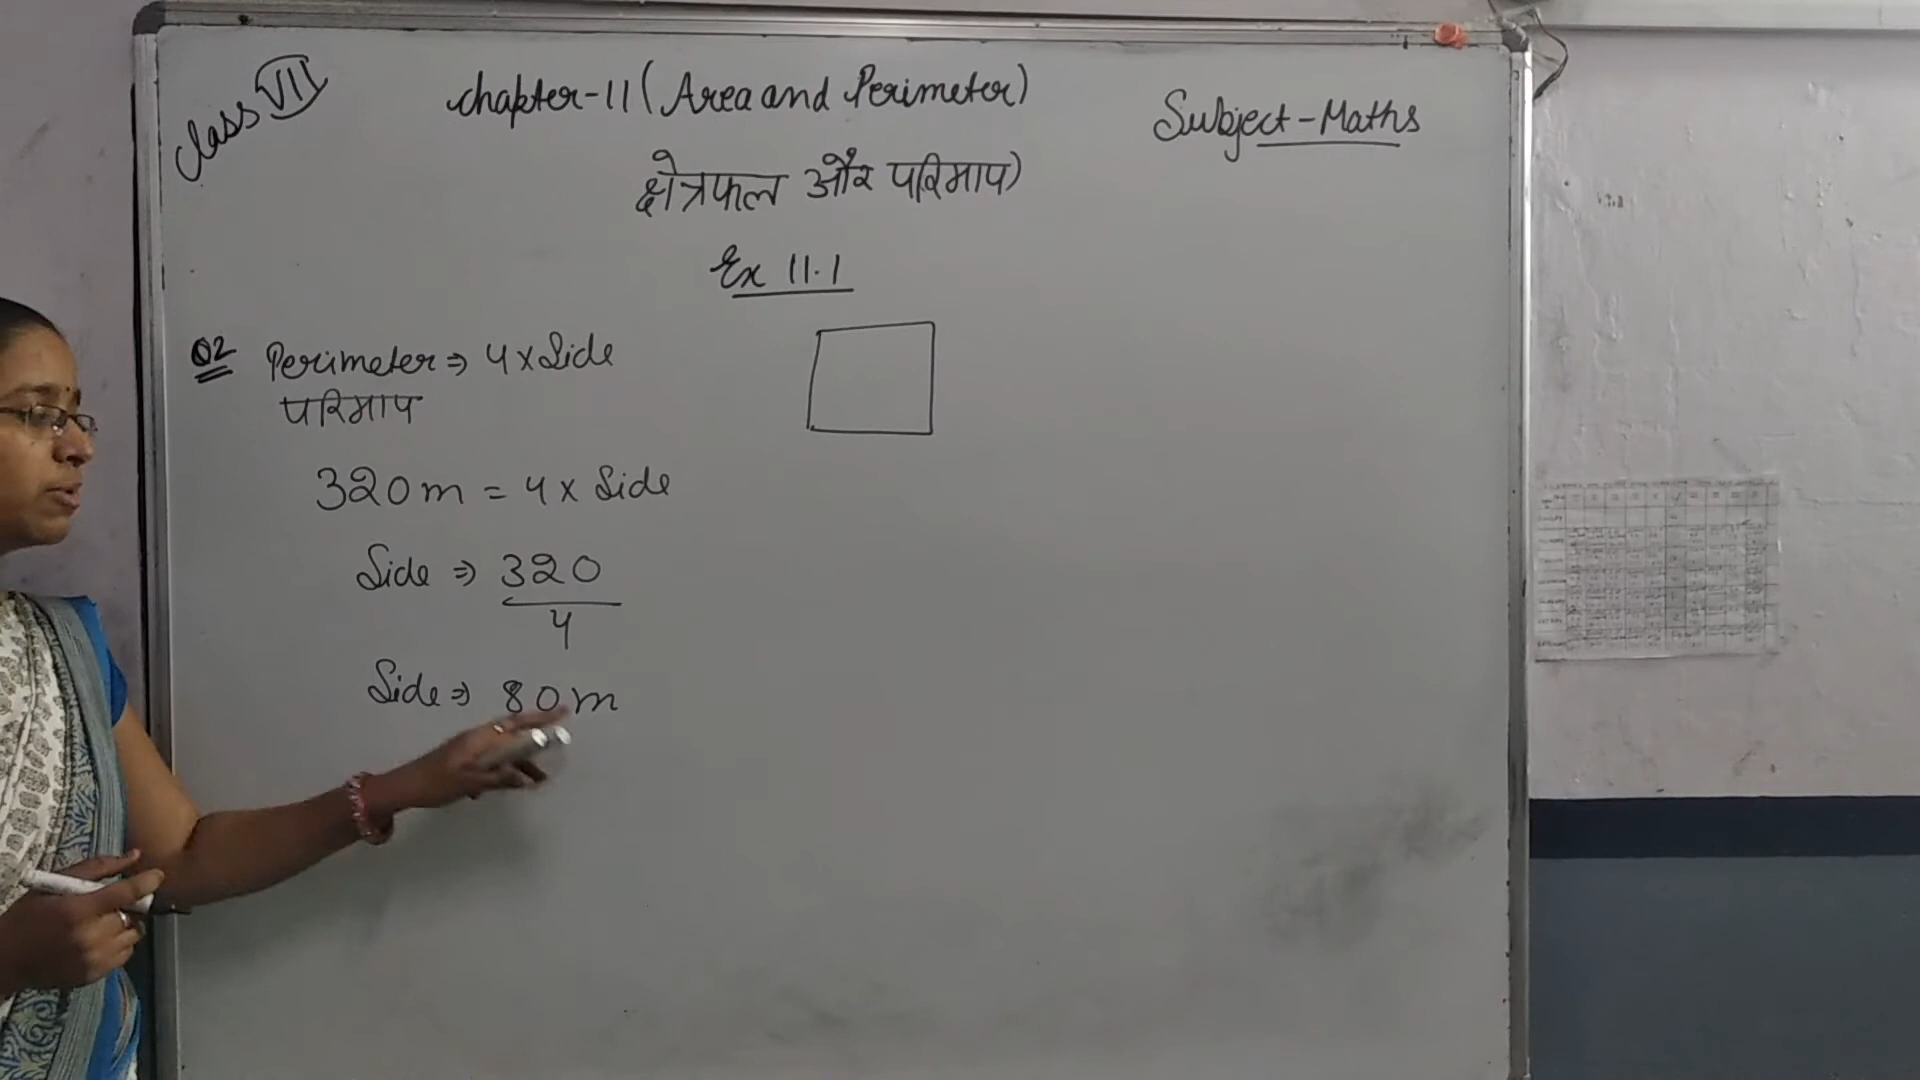 Class VII
Chapter-11 (Area and Perimeter)
Subject-Maths
क्षेत्रफल और परिमाप)
Ex 11.1
Q2 Perimeter ⇒ 4 x Side
परिमाप
320 m = 4 x Side
Side ⇒ 320
4
Side ⇒ 80 m